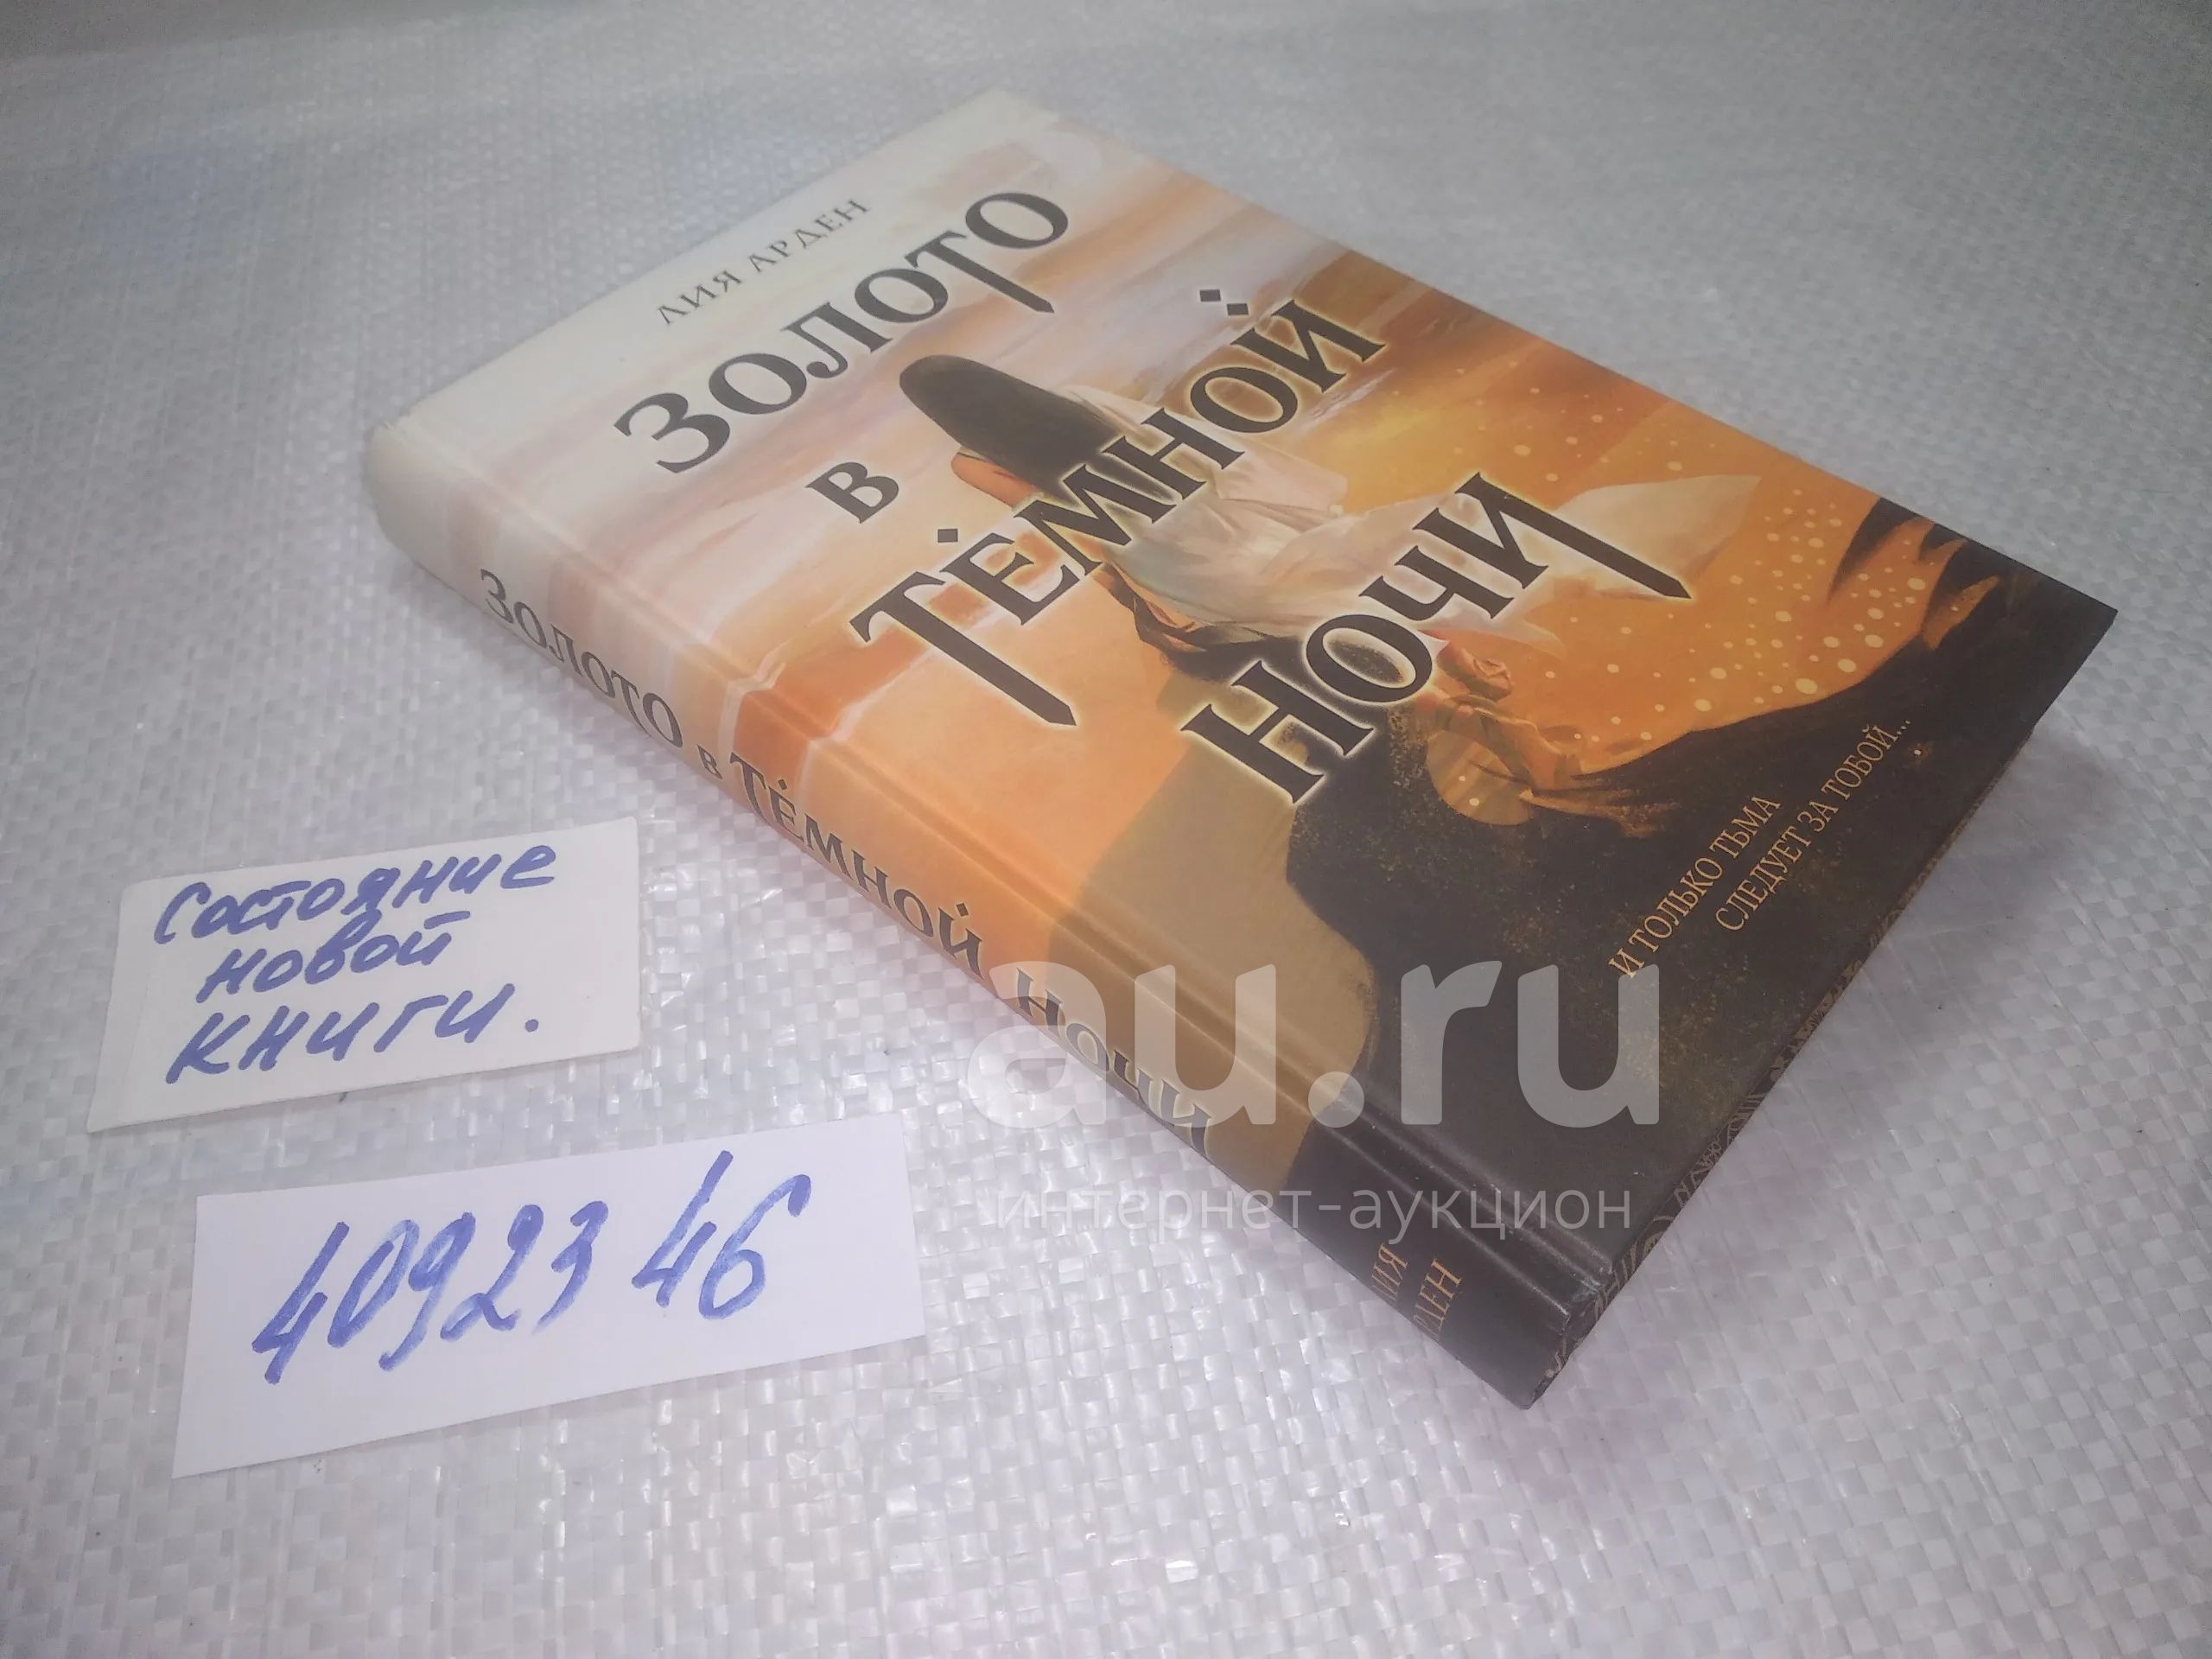 ЛИЯ АРДЕН
ЗОЛОТО
В
ТЁМНОЙ
НОЧИ
И ТОЛЬКО ТЬМА
СЛЕДУЕТ ЗА ТОБОЙ...
ЗОЛОТО В ТЁМНОЙ НОЧИ
ЛИЯ
АРДЕН
Состояние
новой
книги.
4092346
au.ru
интернет-аукцион